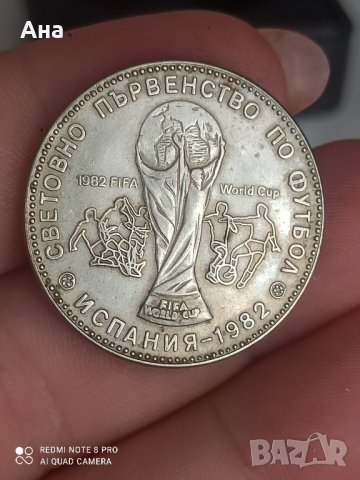 Ана
СВЕТОВНО ПЪРВЕНСТВО ПО ФУТБОЛ
1982 FIFA World Cup
FIFA
WORLD CUP
ИСПАНИЯ-1982
REDMI NOTE 8 PRO
AI QUAD CAMERA
BAZAR